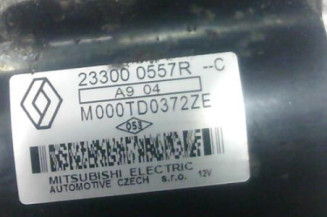 23300 0557R --C
A9 04
M000TD0372ZE
053
MITSUBISHI ELECTRIC
AUTOMOTIVE CZECH s.r.o. 12V